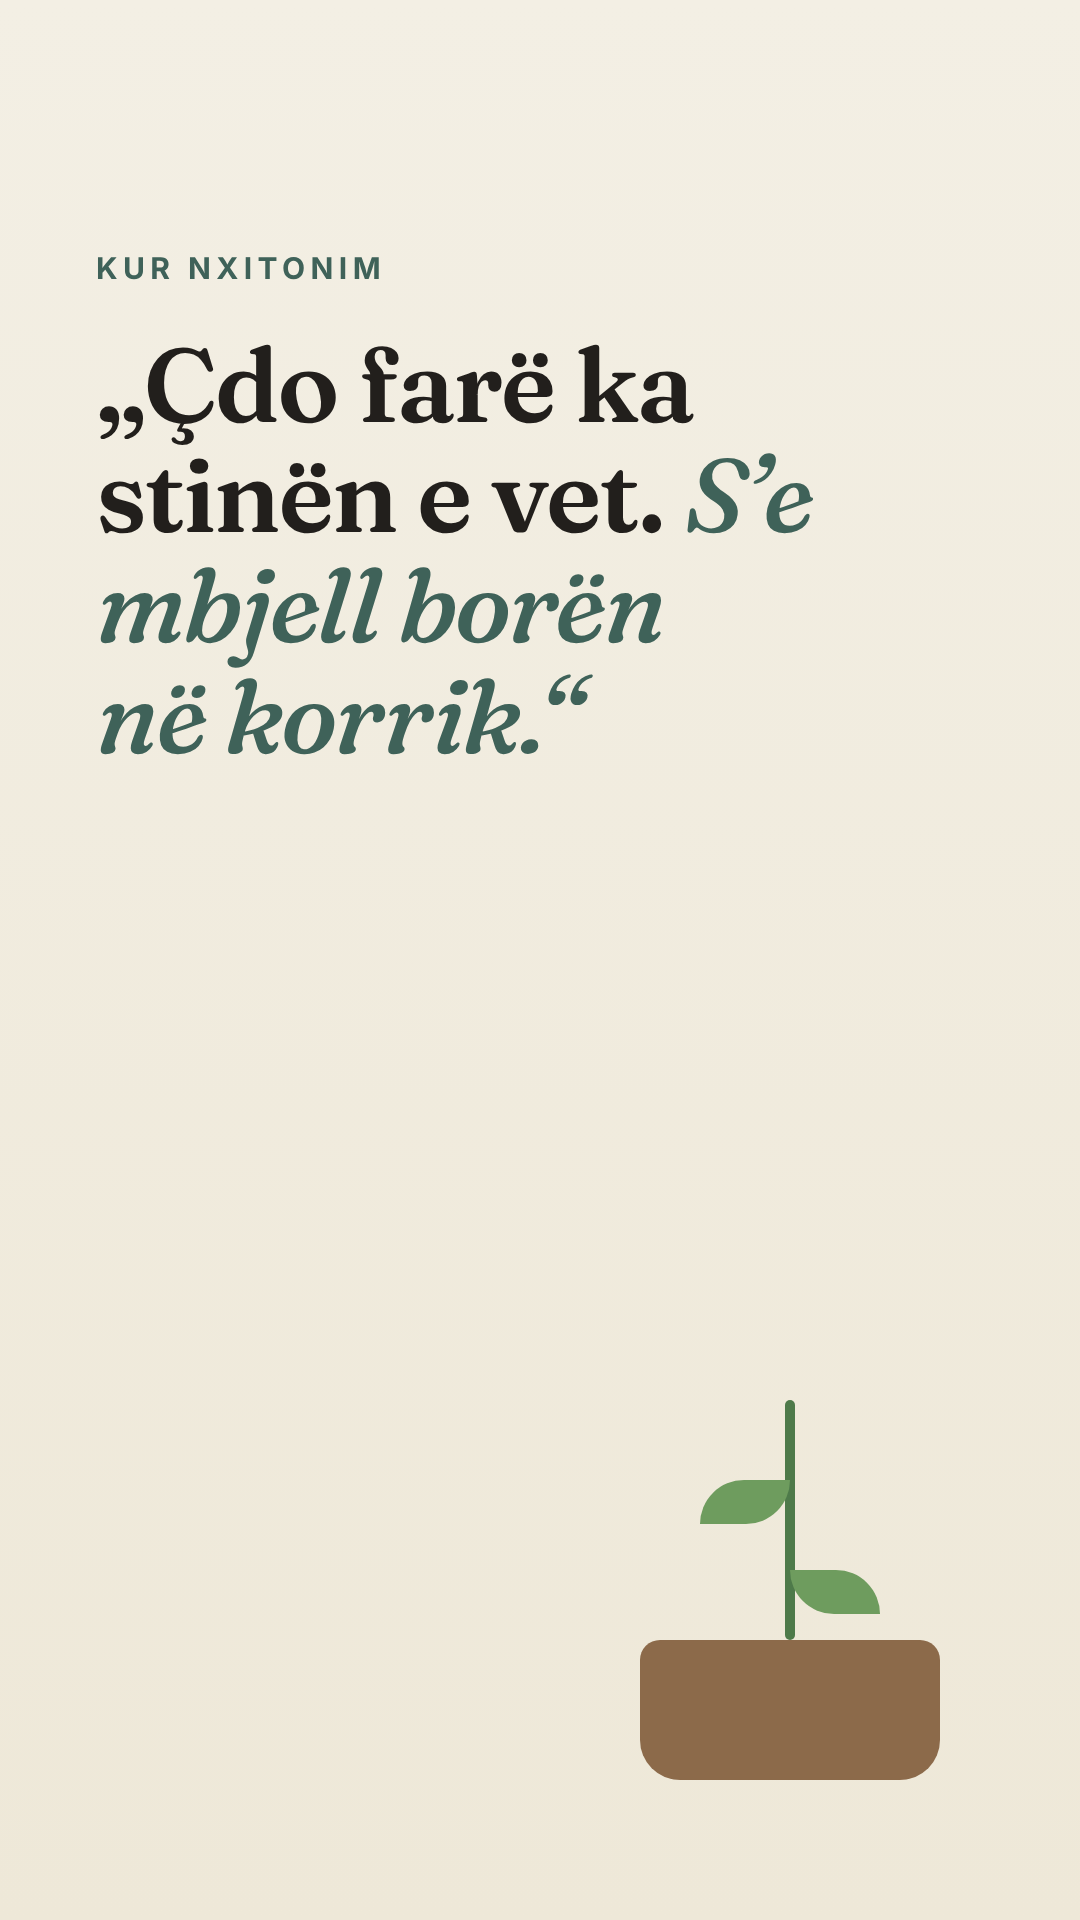 KUR NXITONIM
„Çdo farë ka
stinën e vet. S’e
mbjell borën
në korrik.“